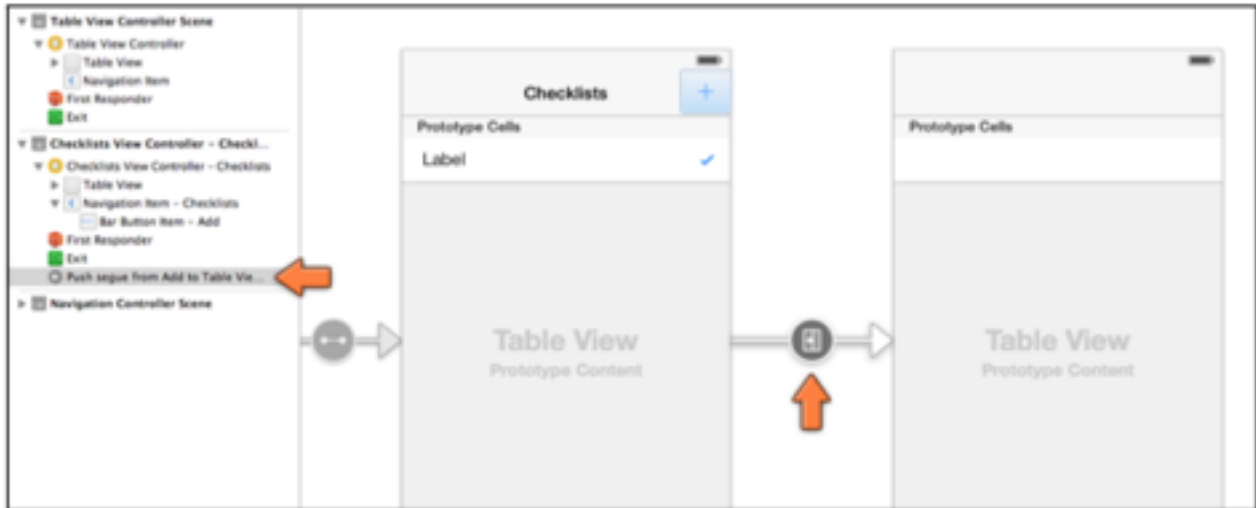 Table View Controller Scene
Table View Controller
Table View
Navigation Item
First Responder
Exit
Checklists View Controller - Checkl...
Checklists View Controller - Checklists
Table View
Navigation Item - Checklists
Bar Button Item - Add
First Responder
Exit
Push segue from Add to Table Vie...
Navigation Controller Scene
Checklists
+
Prototype Cells
Label
Table View
Prototype Content
Prototype Cells
Table View
Prototype Content